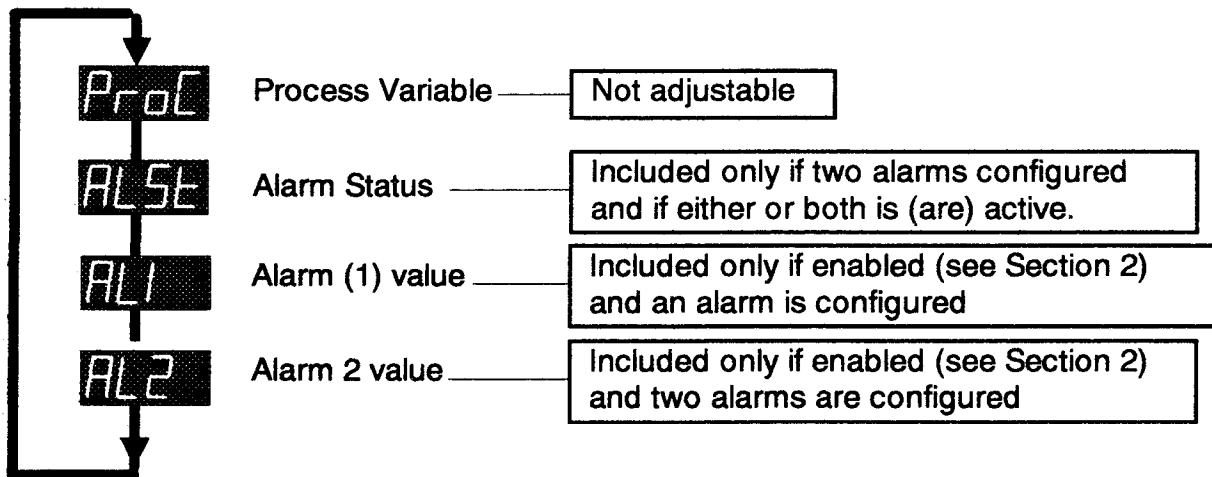 ProC Process Variable Not adjustable
ALSt Alarm Status Included only if two alarms configured
and if either or both is (are) active.
AL1 Alarm (1) value Included only if enabled (see Section 2)
and an alarm is configured
AL2 Alarm 2 value Included only if enabled (see Section 2)
and two alarms are configured